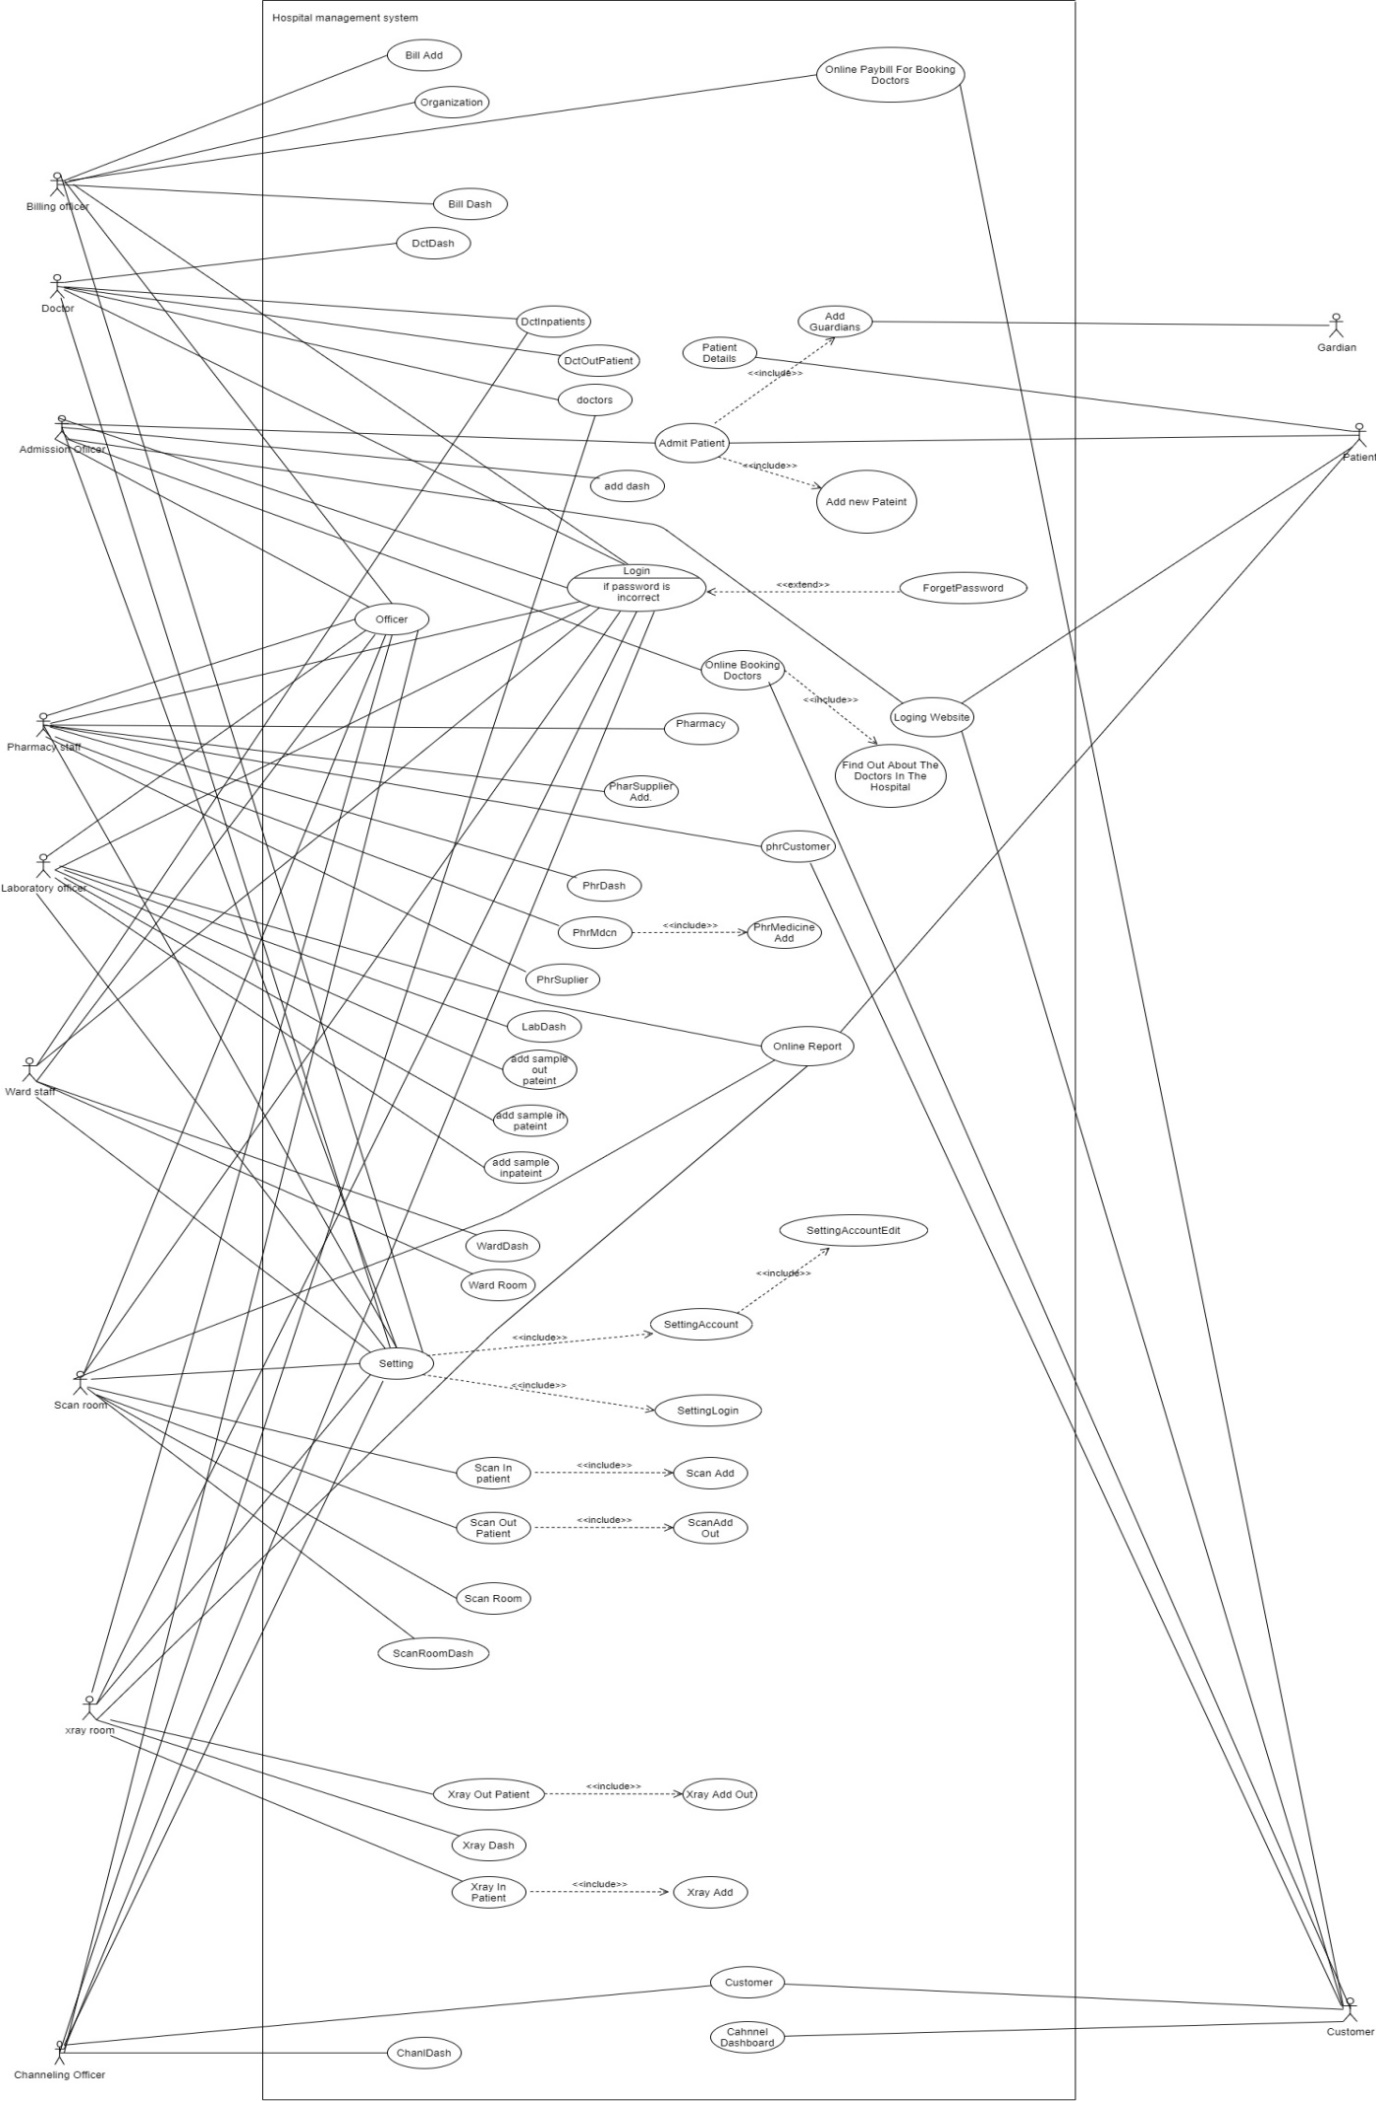 Hospital management system
Bill Add
Online Paybill For Booking
Doctors
Organization
Billing officer
Bill Dash
DctDash
Doctor
DctInpatients
Add
Guardians
Gardian
DctOutPatient
Patient
Details
<<include>>
doctors
Admission Officer
Admit Patient
Patient
<<include>>
add dash
Add new Pateint
Login
if password is
incorrect
<<extend>>
ForgetPassword
Officer
Online Booking
Doctors
<<include>>
Loging Website
Pharmacy staff
Pharmacy
Find Out About The
Doctors In The
Hospital
PharSupplier
Add.
phrCustomer
Laboratory officer
PhrDash
PhrMdcn
<<include>>
PhrMedicine
Add
PhrSuplier
LabDash
Online Report
add sample
out
pateint
Ward staff
add sample in
pateint
add sample
inpateint
SettingAccountEdit
WardDash
<<include>>
Ward Room
SettingAccount
<<include>>
Setting
<<include>>
SettingLogin
Scan room
Scan In
patient
<<include>>
Scan Add
Scan Out
Patient
<<include>>
ScanAdd
Out
Scan Room
ScanRoomDash
xray room
Xray Out Patient
<<include>>
Xray Add Out
Xray Dash
Xray In
Patient
<<include>>
Xray Add
Customer
Cahnnel
Dashboard
Customer
ChanlDash
Channeling Officer